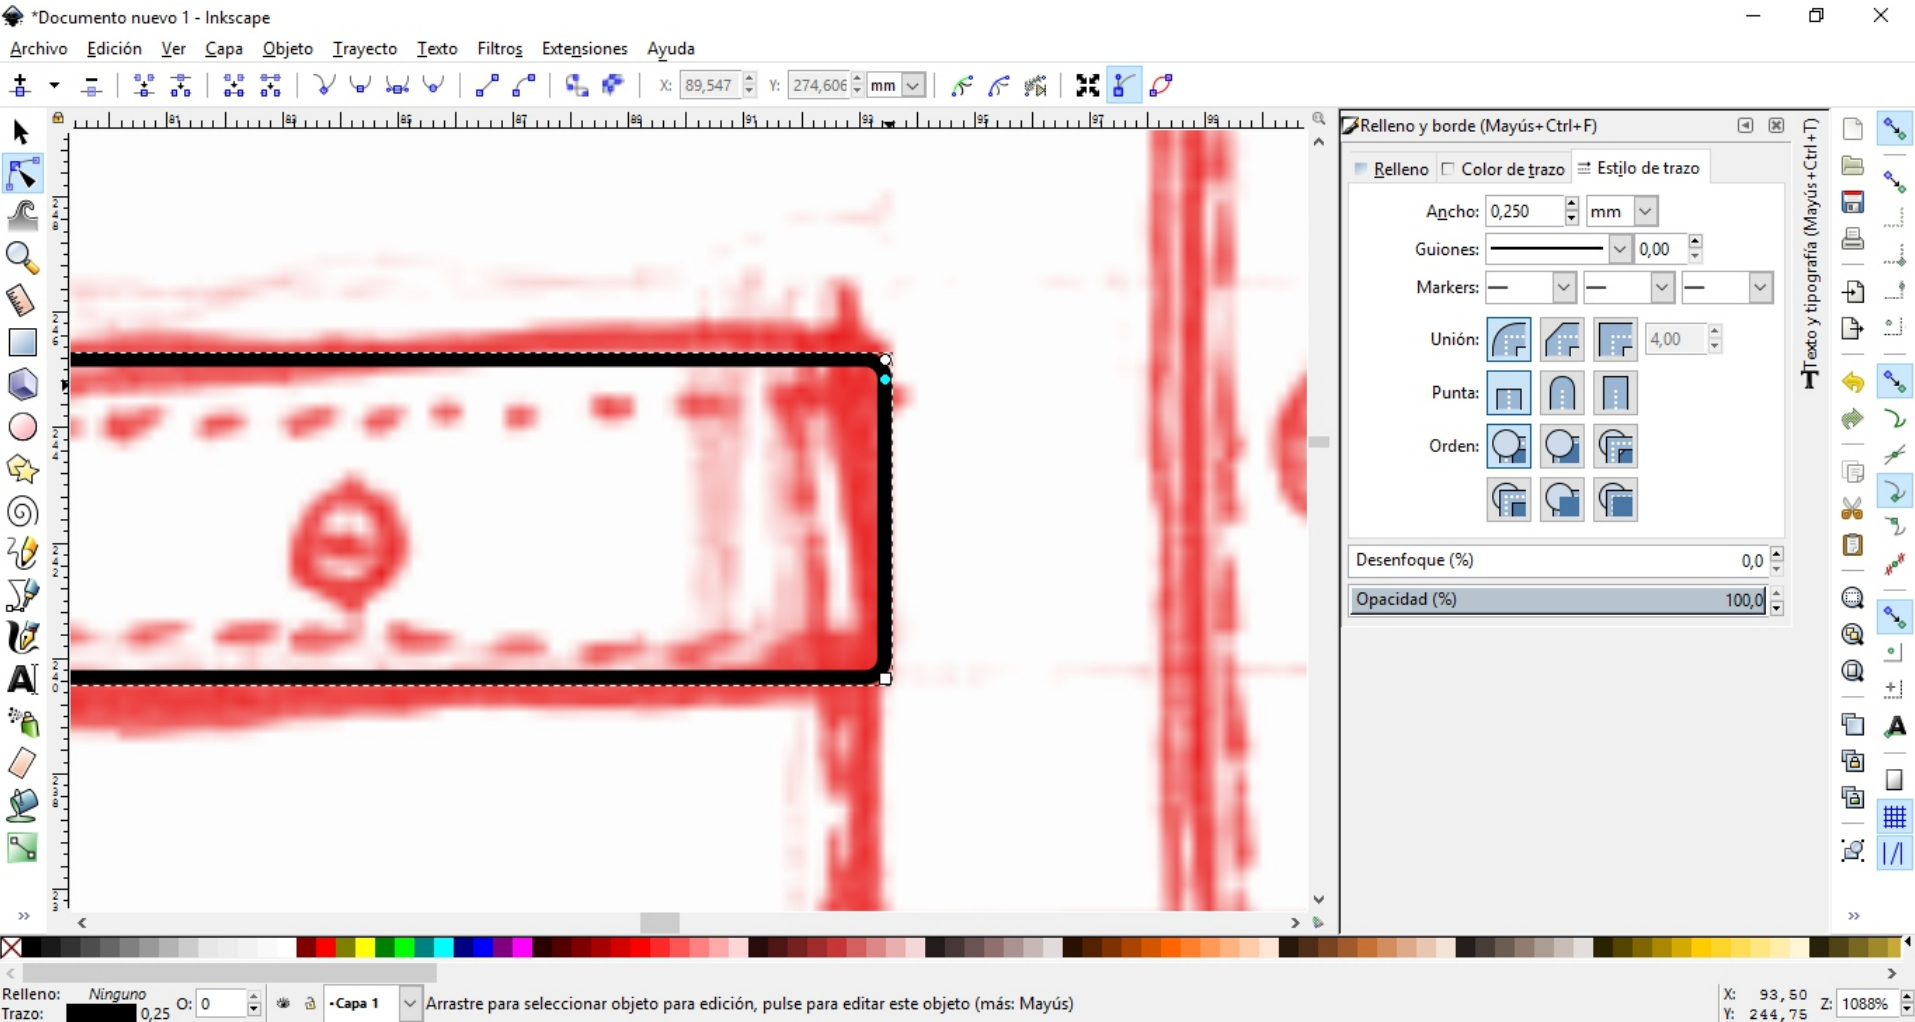 *Documento nuevo 1 - Inkscape
Archivo Edición Ver Capa Objeto Trayecto Texto Filtros Extensiones Ayuda
X: 89,547 Y: 274,606 mm
Relleno y borde (Mayús+Ctrl+F)
Relleno Color de trazo Estilo de trazo
Ancho: 0,250 mm
Guiones: 0,00
Markers:
Unión: 4,00
Punta:
Orden:
Desenfoque (%) 0,0
Opacidad (%) 100,0
Texto y tipografía (Mayús+Ctrl+T)
Relleno: Ninguno
Trazo: 0,25
O: 0
Capa 1
Arrastre para seleccionar objeto para edición, pulse para editar este objeto (más: Mayús)
X: 93,50
Y: 244,75
Z: 1088%